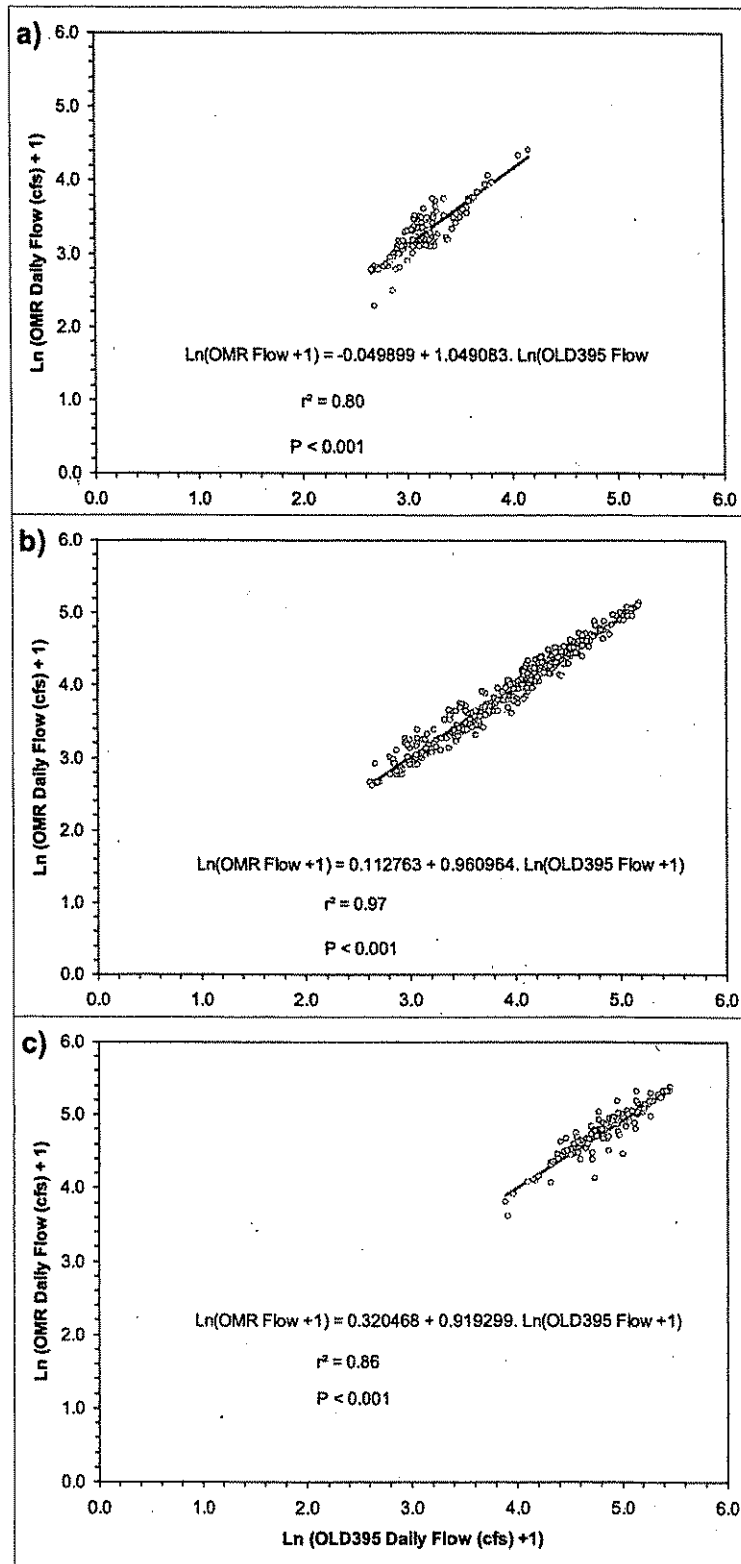 a)
6.0
5.0
4.0
3.0
2.0
1.0
0.0
Ln (OMR Daily Flow (cfs) + 1)
Ln(OMR Flow +1) = -0.049899 + 1.049083. Ln(OLD395 Flow
r² = 0.80
P < 0.001
0.0 1.0 2.0 3.0 4.0 5.0 6.0
b)
6.0
5.0
4.0
3.0
2.0
1.0
0.0
Ln (OMR Daily Flow (cfs) + 1)
Ln(OMR Flow +1) = 0.112763 + 0.960964. Ln(OLD395 Flow +1)
r² = 0.97
P < 0.001
0.0 1.0 2.0 3.0 4.0 5.0 6.0
c)
6.0
5.0
4.0
3.0
2.0
1.0
0.0
Ln (OMR Daily Flow (cfs) + 1)
Ln(OMR Flow +1) = 0.320468 + 0.919299. Ln(OLD395 Flow +1)
r² = 0.86
P < 0.001
0.0 1.0 2.0 3.0 4.0 5.0 6.0
Ln (OLD395 Daily Flow (cfs) +1)